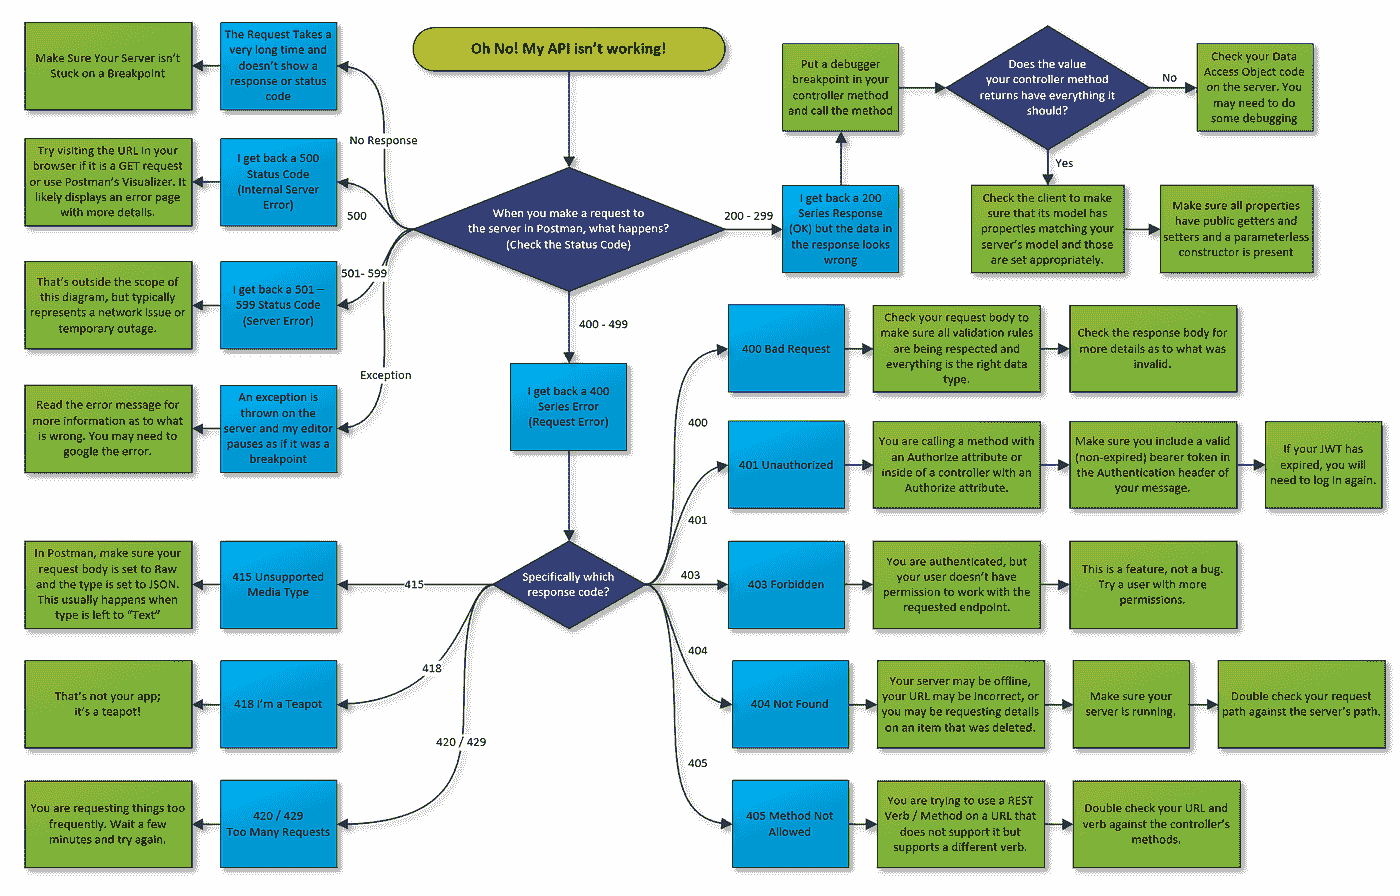 Oh No! My API isn't working!
When you make a request to
the server in Postman, what happens?
(Check the Status Code)
No Response
The Request Takes a
very long time and
doesn't show a
response or status
code
Make Sure Your Server isn't
Stuck on a Breakpoint
500
I get back a 500
Status Code
(Internal Server
Error)
Try visiting the URL in your
browser if it is a GET request
or use Postman's Visualizer. It
likely displays an error page
with more details.
501- 599
I get back a 501 –
599 Status Code
(Server Error)
That's outside the scope of
this diagram, but typically
represents a network issue or
temporary outage.
Exception
An exception is
thrown on the
server and my editor
pauses as if it was a
breakpoint
Read the error message for
more information as to what
is wrong. You may need to
google the error.
200 - 299
I get back a 200
Series Response
(OK) but the data in
the response looks
wrong
Put a debugger
breakpoint in your
controller method
and call the method
Does the value
your controller method
returns have everything it
should?
No
Check your Data
Access Object code
on the server. You
may need to do
some debugging
Yes
Check the client to make
sure that its model has
properties matching your
server's model and those
are set appropriately.
Make sure all properties
have public getters and
setters and a parameterless
constructor is present
400 - 499
I get back a 400
Series Error
(Request Error)
Specifically which
response code?
400
400 Bad Request
Check your request body to
make sure all validation rules
are being respected and
everything is the right data
type.
Check the response body for
more details as to what was
invalid.
401
401 Unauthorized
You are calling a method with
an Authorize attribute or
inside of a controller with an
Authorize attribute.
Make sure you include a valid
(non-expired) bearer token in
the Authentication header of
your message.
If your JWT has
expired, you will
need to log in again.
403
403 Forbidden
You are authenticated, but
your user doesn't have
permission to work with the
requested endpoint.
This is a feature, not a bug.
Try a user with more
permissions.
404
404 Not Found
Your server may be offline,
your URL may be incorrect, or
you may be requesting details
on an item that was deleted.
Make sure your
server is running.
Double check your request
path against the server's path.
405
405 Method Not
Allowed
You are trying to use a REST
Verb / Method on a URL that
does not support it but
supports a different verb.
Double check your URL and
verb against the controller's
methods.
415
415 Unsupported
Media Type
In Postman, make sure your
request body is set to Raw
and the type is set to JSON.
This usually happens when
type is left to "Text"
418
418 I'm a Teapot
That's not your app;
it's a teapot!
420 / 429
420 / 429
Too Many Requests
You are requesting things too
frequently. Wait a few
minutes and try again.